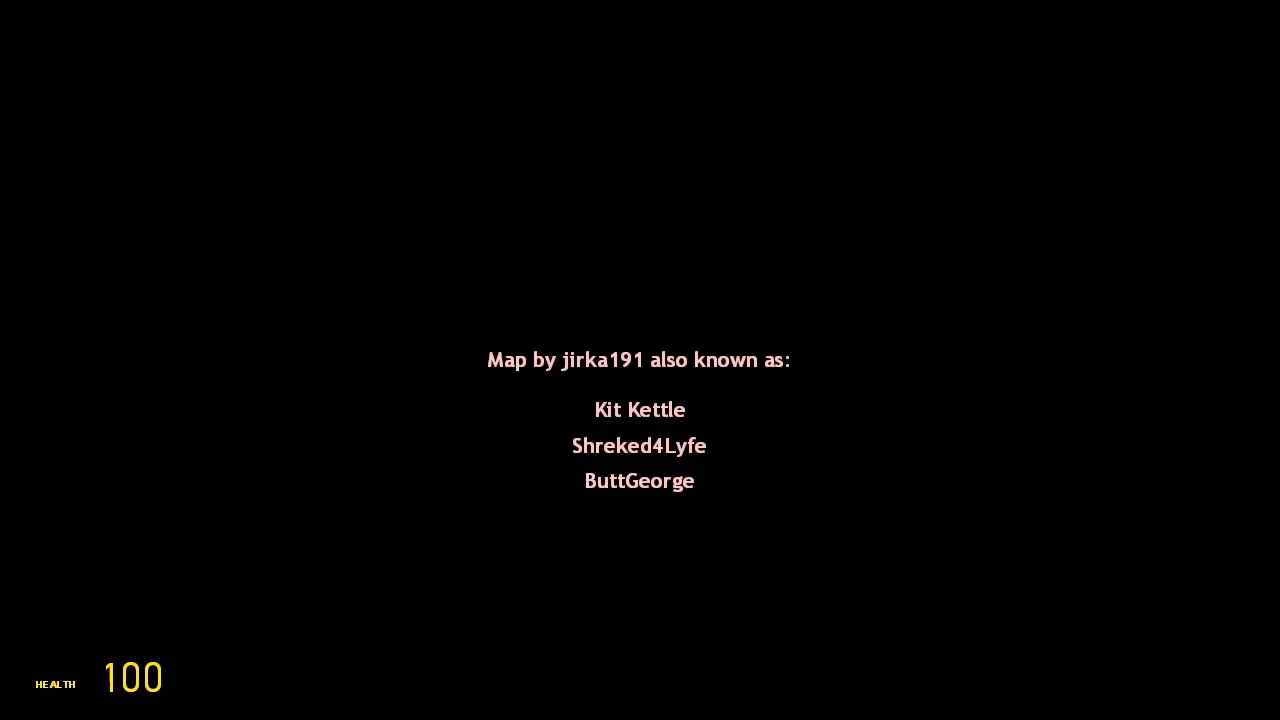 Map by jirka191 also known as:
Kit Kettle
Shreked4Lyfe
ButtGeorge
HEALTH 100